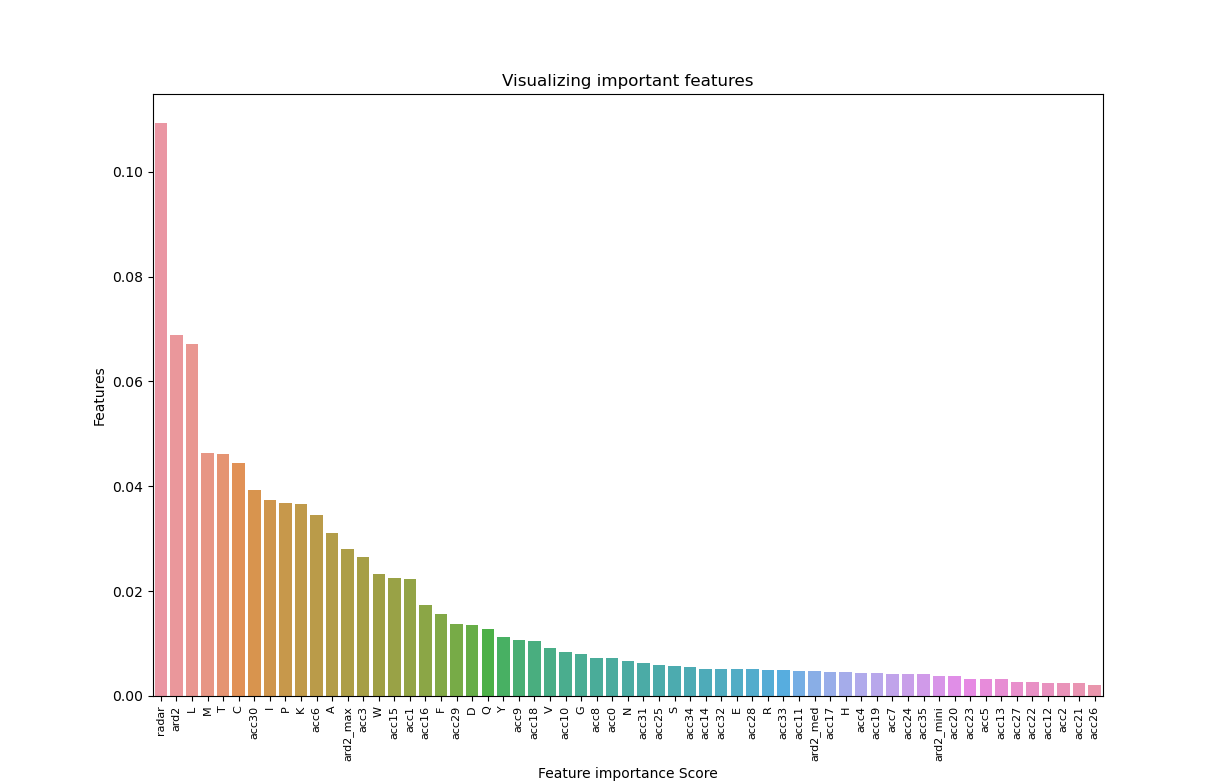 Visualizing important features
Features
0.10
0.08
0.06
0.04
0.02
0.00
radar
ard2
L
M
T
C
acc30
I
P
K
acc6
A
ard2_max
acc3
W
acc15
acc1
acc16
F
acc29
D
Q
Y
acc9
acc18
V
acc10
G
acc8
acc0
N
acc31
acc25
S
acc34
acc14
acc32
E
acc28
R
acc33
acc11
ard2_med
acc17
H
acc4
acc19
acc7
acc24
acc35
ard2_mini
acc20
acc23
acc5
acc13
acc27
acc22
acc12
acc2
acc21
acc26
Feature importance Score